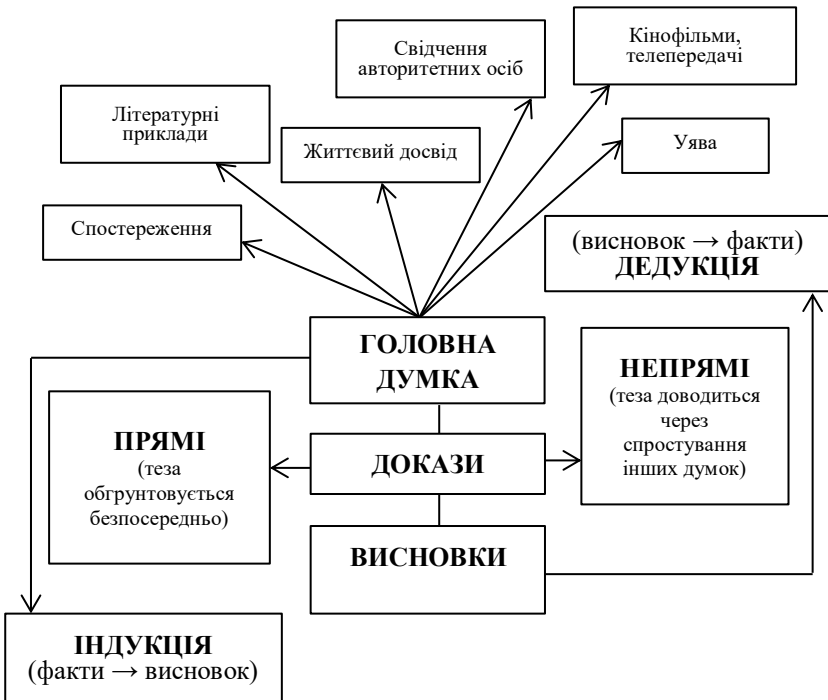 Кінофільми,
телепередачі
Свідчення
авторитетних осіб
Літературні
приклади
Життєвий досвід
Уява
Спостереження
(висновок → факти)
ДЕДУКЦІЯ
ГОЛОВНА
ДУМКА
НЕПРЯМІ
(теза доводиться
через
спростування
інших думок)
ПРЯМІ
(теза
обгрунтовується
безпосередньо)
ДОКАЗИ
ВИСНОВКИ
ІНДУКЦІЯ
(факти → висновок)